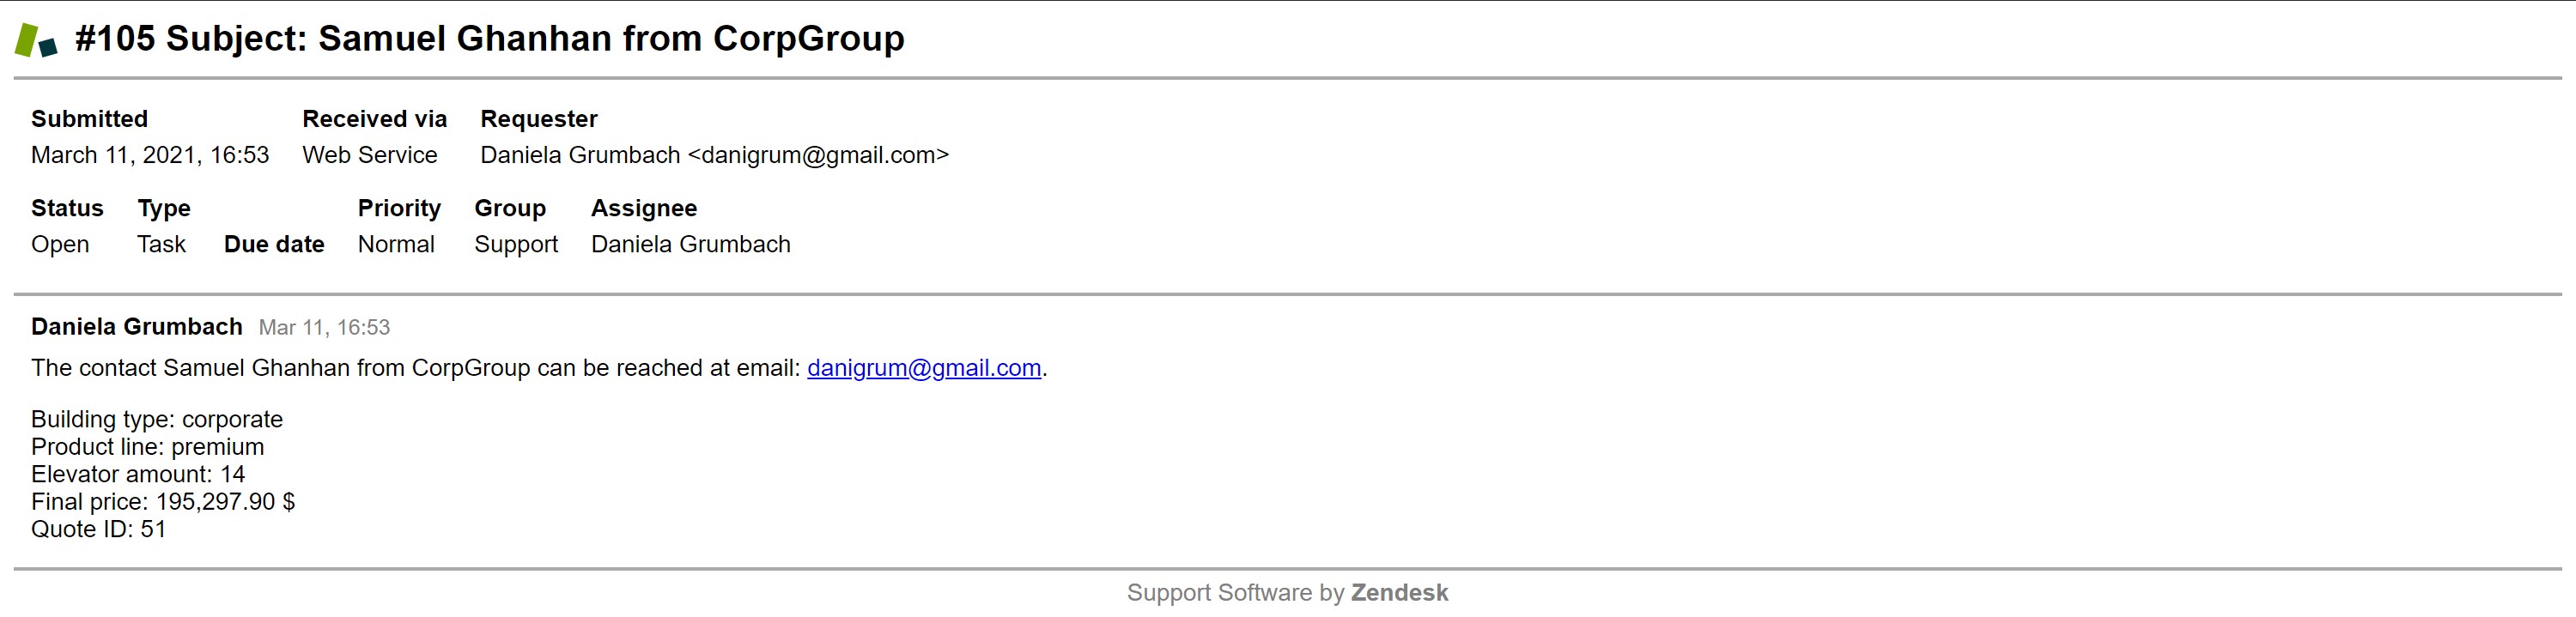 #105 Subject: Samuel Ghanhan from CorpGroup
Submitted Received via Requester
March 11, 2021, 16:53 Web Service Daniela Grumbach <danigrum@gmail.com>
Status Type Priority Group Assignee
Open Task Due date Normal Support Daniela Grumbach
Daniela Grumbach Mar 11, 16:53
The contact Samuel Ghanhan from CorpGroup can be reached at email: danigrum@gmail.com.
Building type: corporate
Product line: premium
Elevator amount: 14
Final price: 195,297.90 $
Quote ID: 51
Support Software by Zendesk